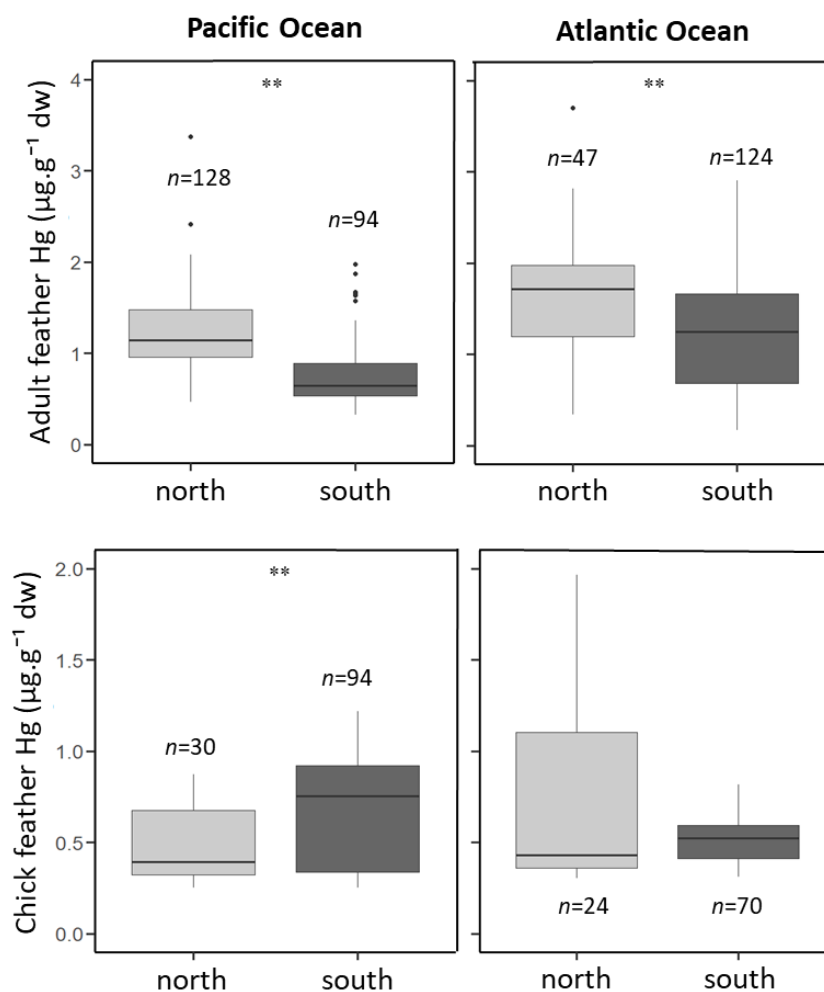 Pacific Ocean
Atlantic Ocean
Adult feather Hg (µg.g⁻¹ dw)
4
3
2
1
0
**
n=128
n=94
north
south
**
n=47
n=124
north
south
Chick feather Hg (µg.g⁻¹ dw)
2.0
1.5
1.0
0.5
0.0
**
n=30
n=94
north
south
n=24
n=70
north
south